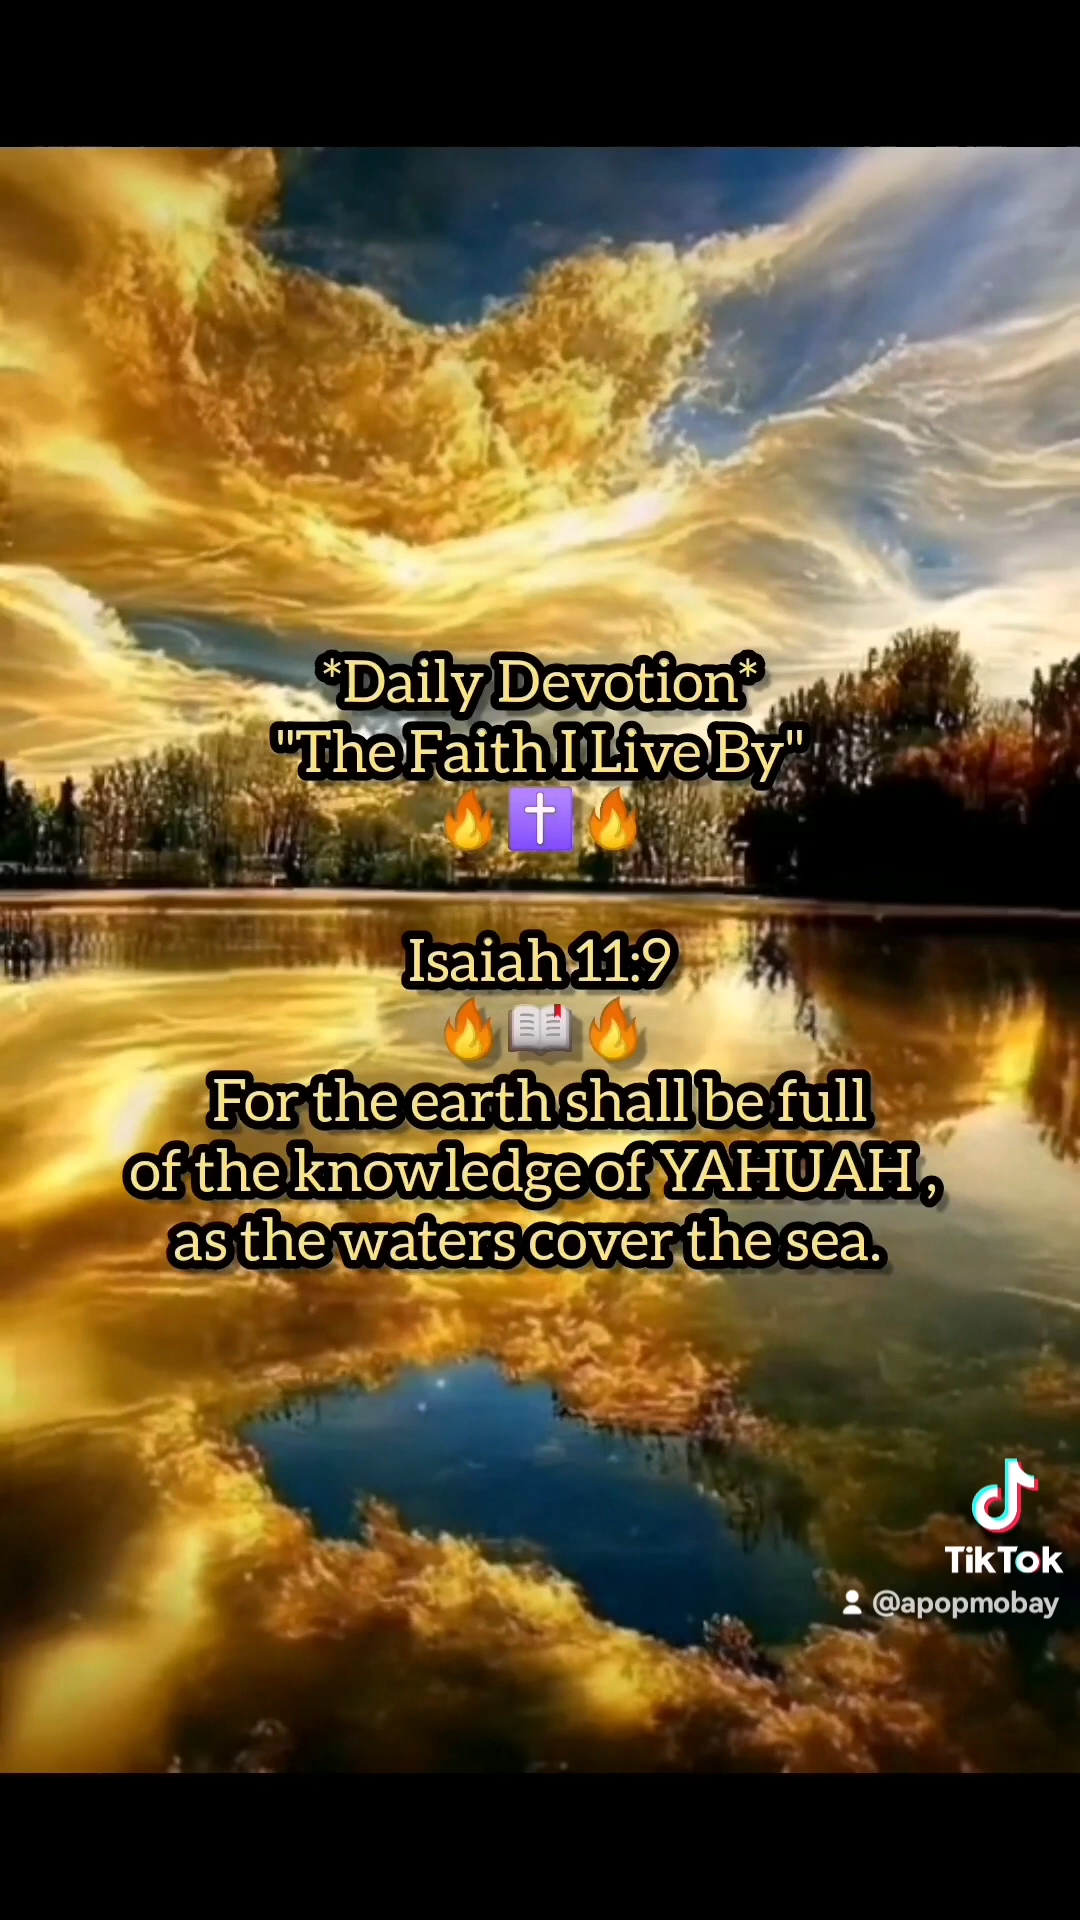 *Daily Devotion*
"The Faith I Live By"
🔥✝️🔥
Isaiah 11:9
🔥📖🔥
For the earth shall be full
of the knowledge of YAHUAH ,
as the waters cover the sea.
TikTok
@apopmobay